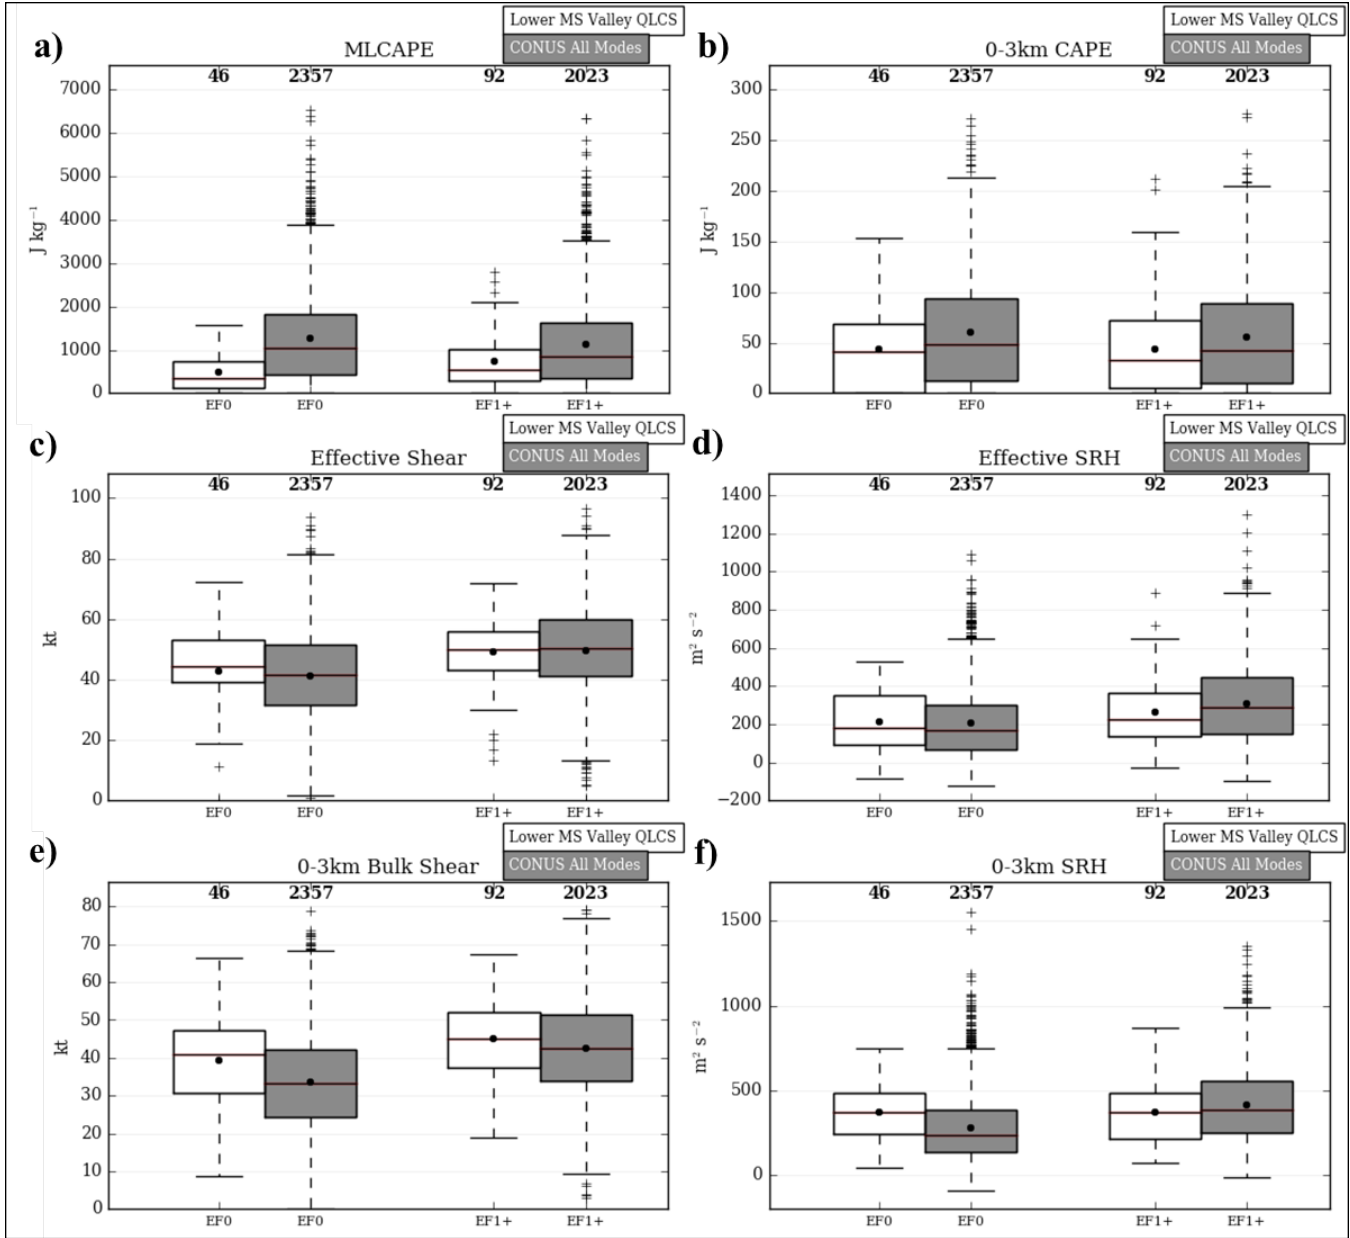 Lower MS Valley QLCS
CONUS All Modes
a)
MLCAPE
46 2357 92 2023
7000
6000
5000
4000
3000
2000
1000
0
J kg⁻¹
EF0 EF0 EF1+ EF1+
Lower MS Valley QLCS
CONUS All Modes
b)
0-3km CAPE
46 2357 92 2023
300
250
200
150
100
50
0
J kg⁻¹
EF0 EF0 EF1+ EF1+
Lower MS Valley QLCS
CONUS All Modes
c)
Effective Shear
46 2357 92 2023
100
80
60
40
20
0
kt
EF0 EF0 EF1+ EF1+
Lower MS Valley QLCS
CONUS All Modes
d)
Effective SRH
46 2357 92 2023
1400
1200
1000
800
600
400
200
0
−200
m² s⁻²
EF0 EF0 EF1+ EF1+
Lower MS Valley QLCS
CONUS All Modes
e)
0-3km Bulk Shear
46 2357 92 2023
80
70
60
50
40
30
20
10
0
kt
EF0 EF0 EF1+ EF1+
Lower MS Valley QLCS
CONUS All Modes
f)
0-3km SRH
46 2357 92 2023
1500
1000
500
0
m² s⁻²
EF0 EF0 EF1+ EF1+